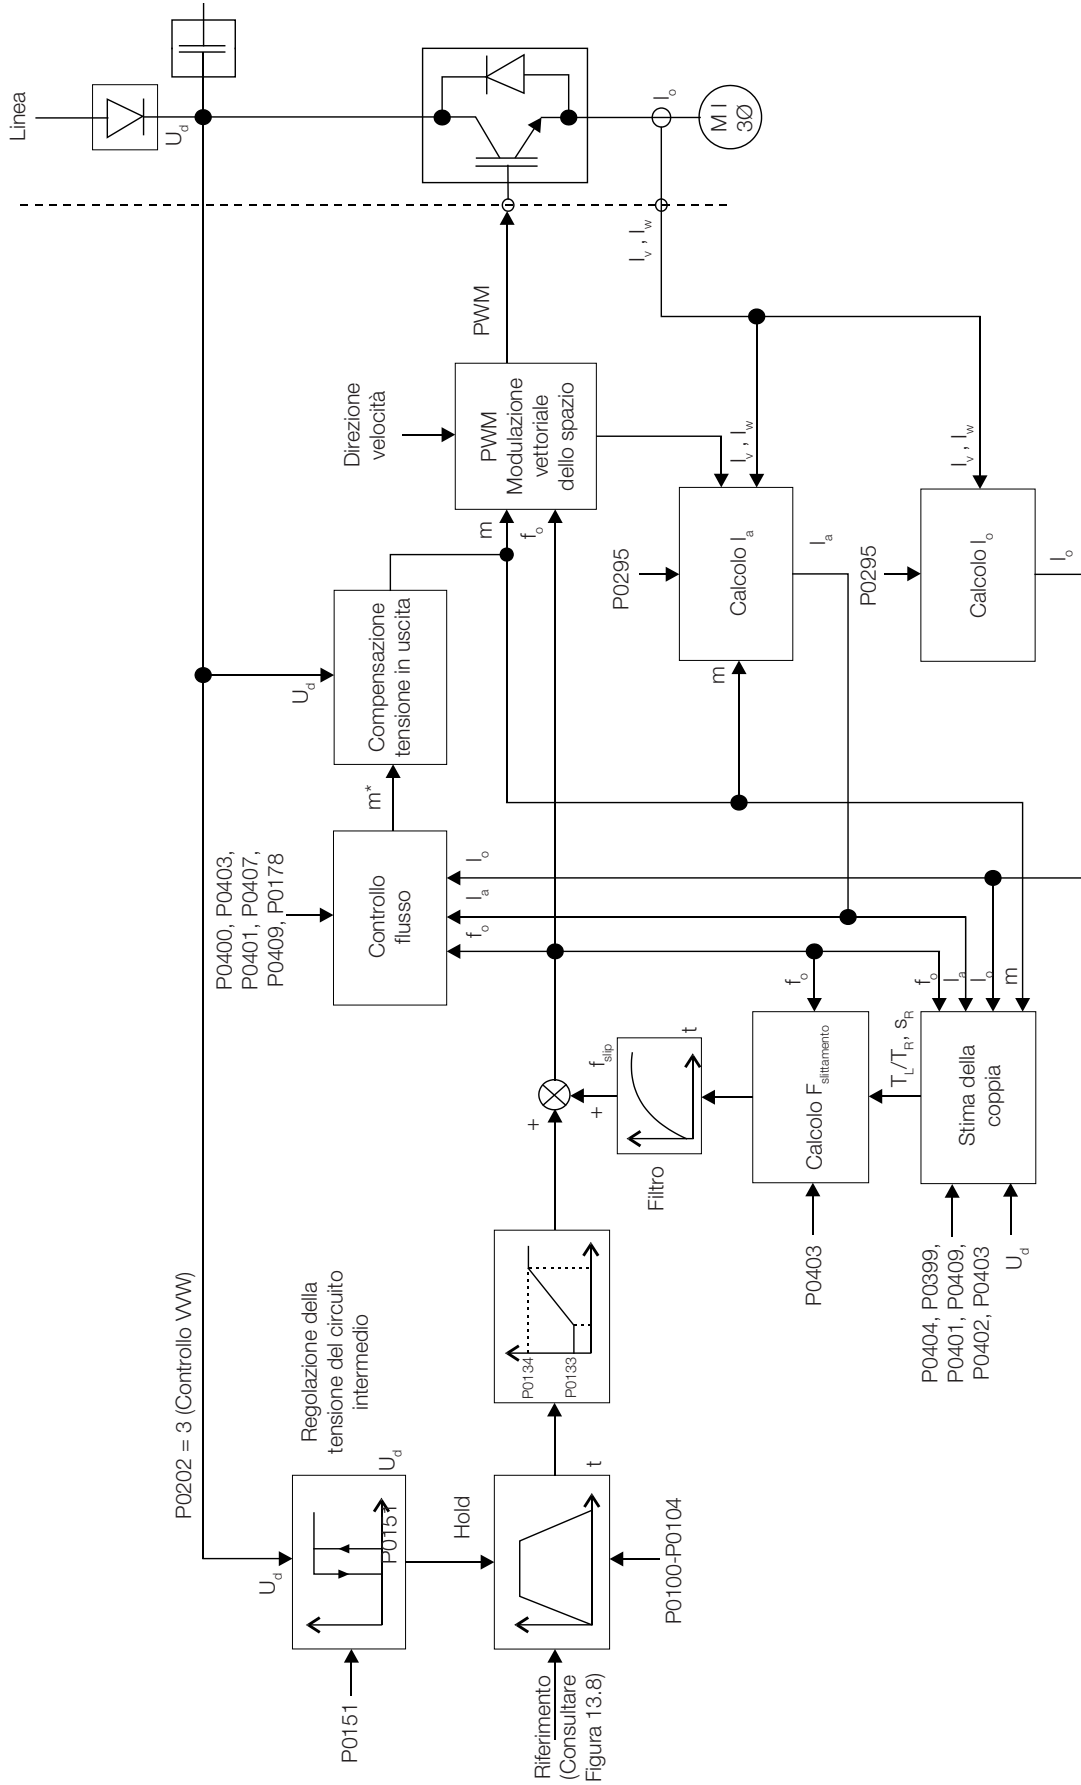 P0202 = 3 (Controllo VVW)
Linea
U_d
U_d
P0151
Regolazione della
tensione del circuito
intermedio
U_d
P0151
Hold
Riferimento
(Consultare
Figura 13.8)
t
P0100-P0104
P0134
P0133
+
+
f_slip
t
Filtro
P0403
Calcolo F_slittamento
f_o
T_L/T_R, s_R
P0404, P0399,
P0401, P0409,
P0402, P0403
U_d
Stima della
coppia
f_o
I_a
I_o
m
P0400, P0403,
P0401, P0407,
P0409, P0178
Controllo
flusso
f_o
I_a
I_o
m*
U_d
Compensazione
tensione in uscita
m
f_o
Direzione
velocità
PWM
Modulazione
vettoriale
dello spazio
PWM
P0295
m
Calcolo I_a
I_v , I_w
I_a
P0295
Calcolo I_o
I_v , I_w
I_o
I_v , I_w
I_o
M I
3Ø